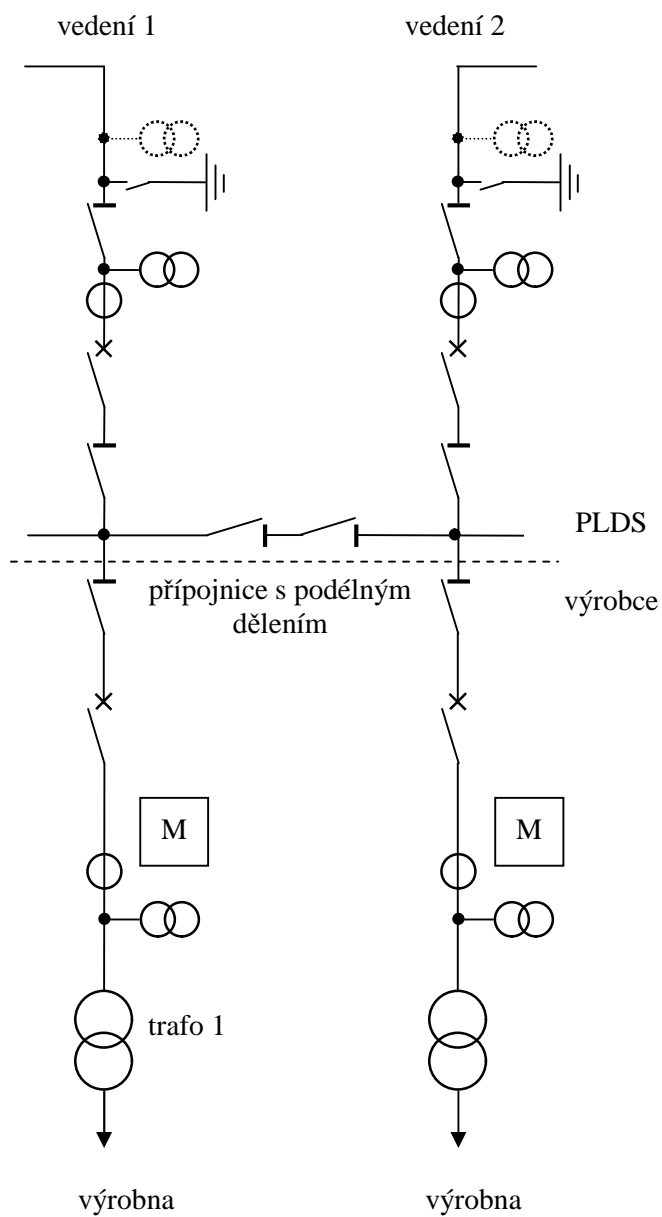 vedení 1
vedení 2
PLDS
přípojnice s podélným
dělením
výrobce
M
M
trafo 1
výrobna
výrobna